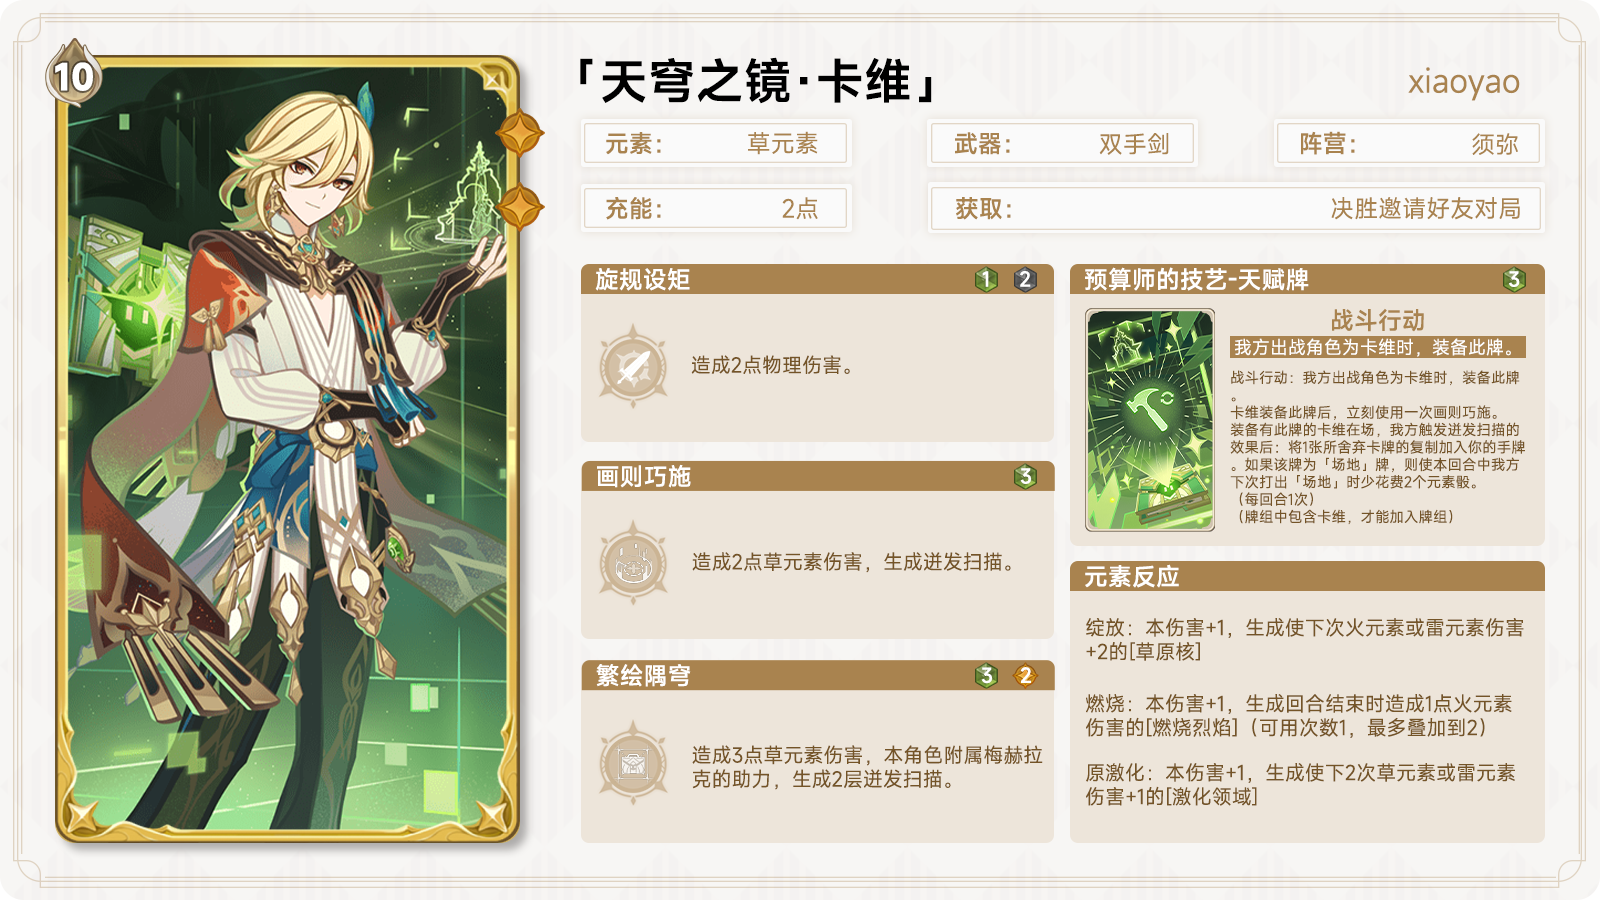 10
「天穹之镜·卡维」
xiaoyao
元素： 草元素
武器： 双手剑
阵营： 须弥
充能： 2点
获取： 决胜邀请好友对局
旋规设矩 1 2
造成2点物理伤害。
画则巧施 3
造成2点草元素伤害，生成迸发扫描。
繁绘隅穹 3 2
造成3点草元素伤害，本角色附属梅赫拉
克的助力，生成2层迸发扫描。
预算师的技艺-天赋牌 3
战斗行动
我方出战角色为卡维时，装备此牌。
战斗行动：我方出战角色为卡维时，装备此牌
。
卡维装备此牌后，立刻使用一次画则巧施。
装备有此牌的卡维在场，我方触发迸发扫描的
效果后：将1张所舍弃卡牌的复制加入你的手牌
。如果该牌为「场地」牌，则使本回合中我方
下次打出「场地」时少花费2个元素骰。
（每回合1次）
（牌组中包含卡维，才能加入牌组）
元素反应
绽放：本伤害+1，生成使下次火元素或雷元素伤害
+2的[草原核]
燃烧：本伤害+1，生成回合结束时造成1点火元素
伤害的[燃烧烈焰]（可用次数1，最多叠加到2）
原激化：本伤害+1，生成使下2次草元素或雷元素
伤害+1的[激化领域]